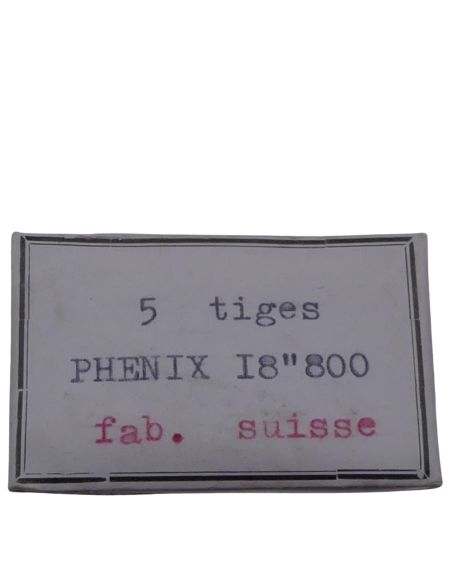 5 tiges
PHENIX I8"800
fab. suisse